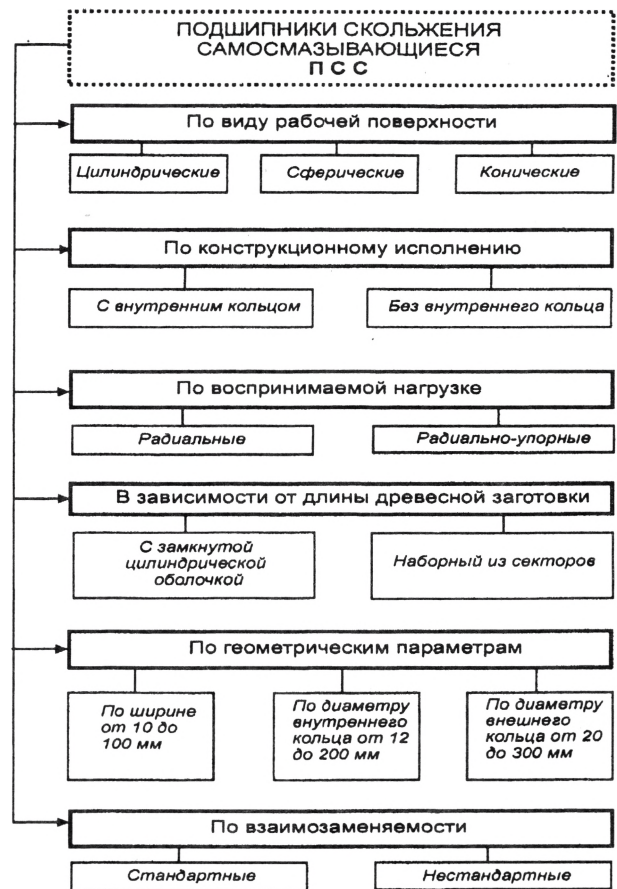 ПОДШИПНИКИ СКОЛЬЖЕНИЯ
САМОСМАЗЫВАЮЩИЕСЯ
П С С
По виду рабочей поверхности
Цилиндрические
Сферические
Конические
По конструкционному исполнению
С внутренним кольцом
Без внутреннего кольца
По воспринимаемой нагрузке
Радиальные
Радиально-упорные
В зависимости от длины древесной заготовки
С замкнутой
цилиндрической
оболочкой
Наборный из секторов
По геометрическим параметрам
По ширине
от 10 до
100 мм
По диаметру
внутреннего
кольца от 12
до 200 мм
По диаметру
внешнего
кольца от 20
до 300 мм
По взаимозаменяемости
Стандартные
Нестандартные